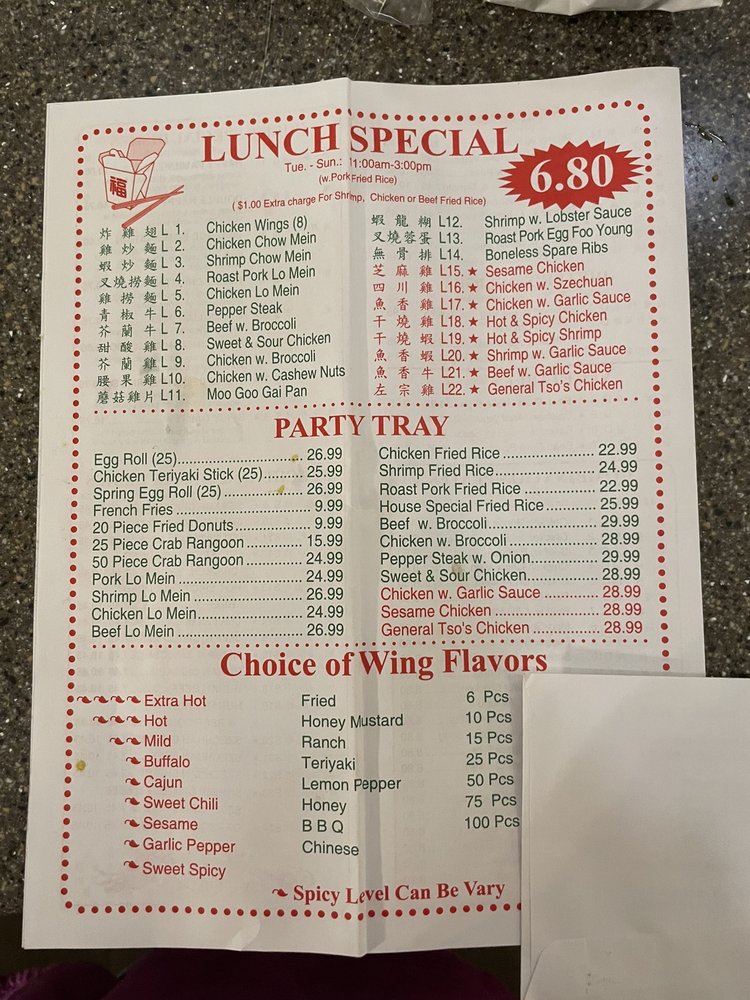 LUNCH SPECIAL
Tue. - Sun.: 11:00am-3:00pm
(w.Pork Fried Rice)
6.80
( $1.00 Extra charge For Shrimp, Chicken or Beef Fried Rice)
福
炸雞翅 L 1. Chicken Wings (8)
雞炒麵 L 2. Chicken Chow Mein
蝦炒麵 L 3. Shrimp Chow Mein
叉燒撈麵 L 4. Roast Pork Lo Mein
雞撈麵 L 5. Chicken Lo Mein
青椒牛 L 6. Pepper Steak
芥蘭牛 L 7. Beef w. Broccoli
甜酸雞 L 8. Sweet & Sour Chicken
芥蘭雞 L 9. Chicken w. Broccoli
腰果雞 L10. Chicken w. Cashew Nuts
蘑菇雞片 L11. Moo Goo Gai Pan
蝦龍糊 L12. Shrimp w. Lobster Sauce
叉燒蓉蛋 L13. Roast Pork Egg Foo Young
無骨排 L14. Boneless Spare Ribs
芝麻雞 L15. ★ Sesame Chicken
四川雞 L16. ★ Chicken w. Szechuan
魚香雞 L17. ★ Chicken w. Garlic Sauce
干燒雞 L18. ★ Hot & Spicy Chicken
干燒蝦 L19. ★ Hot & Spicy Shrimp
魚香蝦 L20. ★ Shrimp w. Garlic Sauce
魚香牛 L21. ★ Beef w. Garlic Sauce
左宗雞 L22. ★ General Tso's Chicken
PARTY TRAY
Egg Roll (25) 26.99
Chicken Teriyaki Stick (25) 25.99
Spring Egg Roll (25) 26.99
French Fries 9.99
20 Piece Fried Donuts 9.99
25 Piece Crab Rangoon 15.99
50 Piece Crab Rangoon 24.99
Pork Lo Mein 24.99
Shrimp Lo Mein 26.99
Chicken Lo Mein 24.99
Beef Lo Mein 26.99
Chicken Fried Rice 22.99
Shrimp Fried Rice 24.99
Roast Pork Fried Rice 22.99
House Special Fried Rice 25.99
Beef w. Broccoli 29.99
Chicken w. Broccoli 28.99
Pepper Steak w. Onion 29.99
Sweet & Sour Chicken 28.99
Chicken w. Garlic Sauce 28.99
Sesame Chicken 28.99
General Tso's Chicken 28.99
Choice of Wing Flavors
Extra Hot
Hot
Mild
Buffalo
Cajun
Sweet Chili
Sesame
Garlic Pepper
Sweet Spicy
Fried
Honey Mustard
Ranch
Teriyaki
Lemon Pepper
Honey
B B Q
Chinese
6 Pcs
10 Pcs
15 Pcs
25 Pcs
50 Pcs
75 Pcs
100 Pcs
Spicy Level Can Be Vary